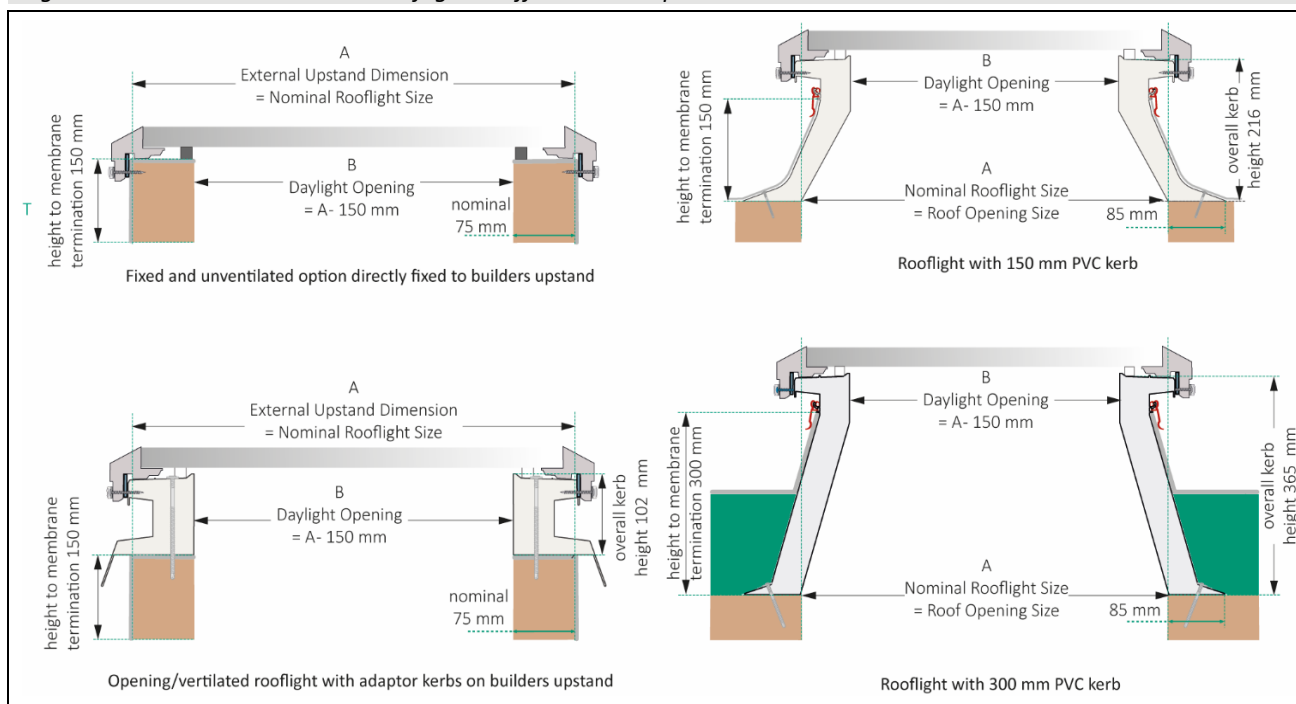 A
External Upstand Dimension
= Nominal Rooflight Size
B
Daylight Opening
= A- 150 mm
nominal
75 mm
height to membrane
termination 150 mm
T
Fixed and unventilated option directly fixed to builders upstand
B
Daylight Opening
= A- 150 mm
A
Nominal Rooflight Size
= Roof Opening Size
height to membrane
termination 150 mm
overall kerb
height 216 mm
85 mm
Rooflight with 150 mm PVC kerb
A
External Upstand Dimension
= Nominal Rooflight Size
B
Daylight Opening
= A- 150 mm
overall kerb
height 102 mm
height to membrane
termination 150 mm
nominal
75 mm
Opening/vertilated rooflight with adaptor kerbs on builders upstand
B
Daylight Opening
= A- 150 mm
A
Nominal Rooflight Size
= Roof Opening Size
height to membrane
termination 300 mm
overall kerb
height 365 mm
85 mm
Rooflight with 300 mm PVC kerb